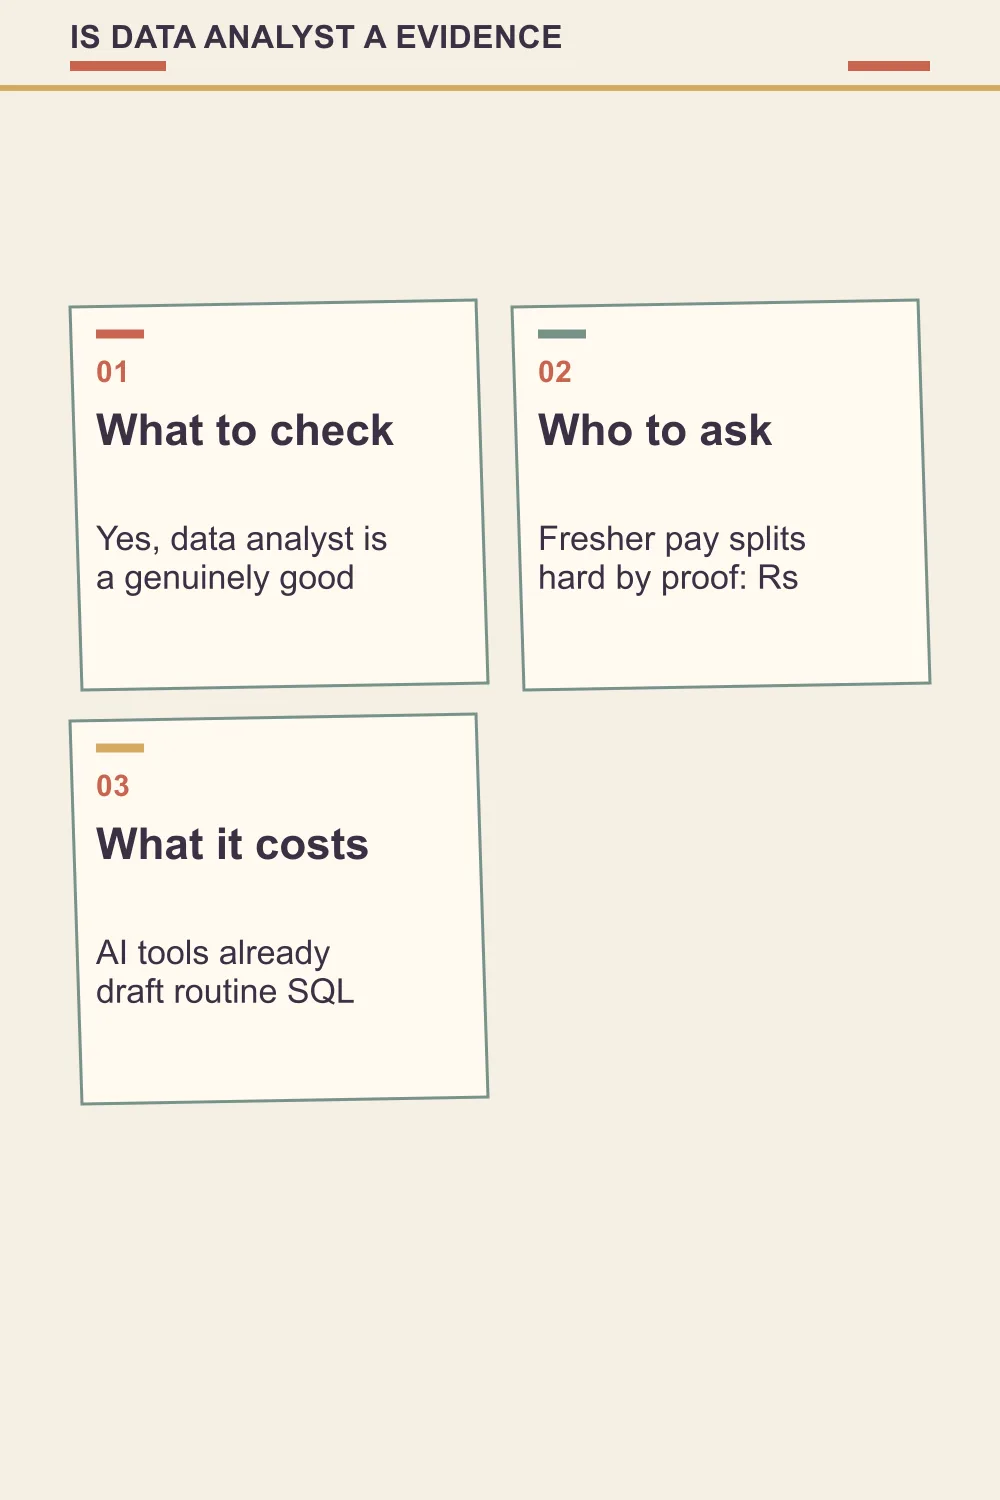 IS DATA ANALYST A EVIDENCE
01
What to check
Yes, data analyst is
a genuinely good
02
Who to ask
Fresher pay splits
hard by proof: Rs
03
What it costs
AI tools already
draft routine SQL